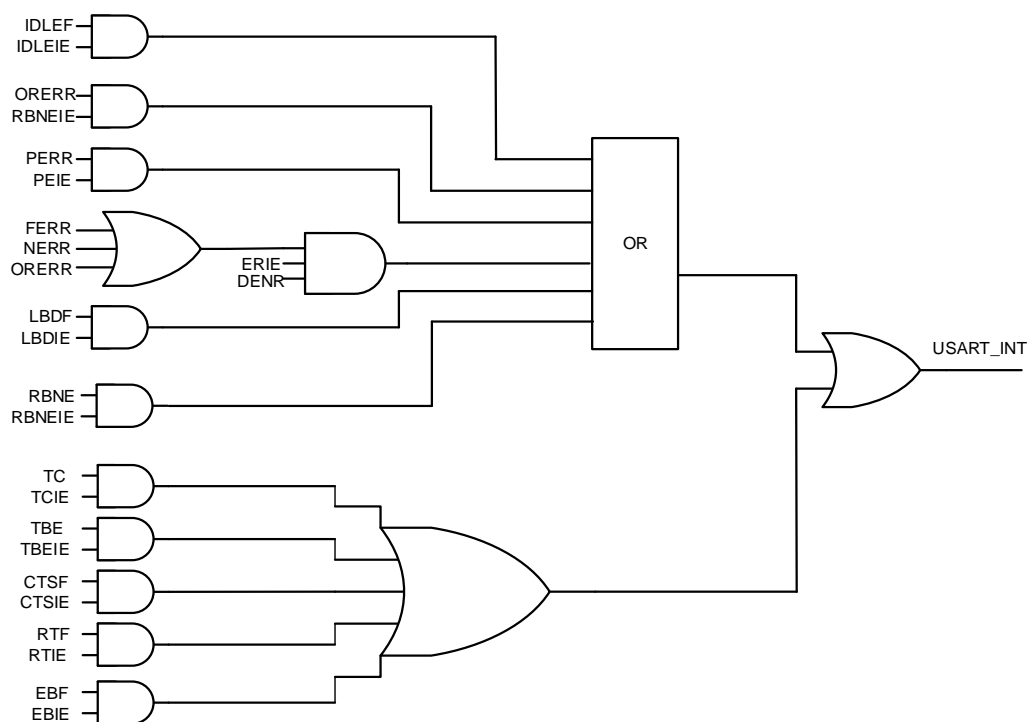 IDLEF
IDLEIE
ORERR
RBNEIE
PERR
PEIE
FERR
NERR
ORERR
ERIE
DENR
LBDF
LBDIE
RBNE
RBNEIE
OR
USART_INT
TC
TCIE
TBE
TBEIE
CTSF
CTSIE
RTF
RTIE
EBF
EBIE